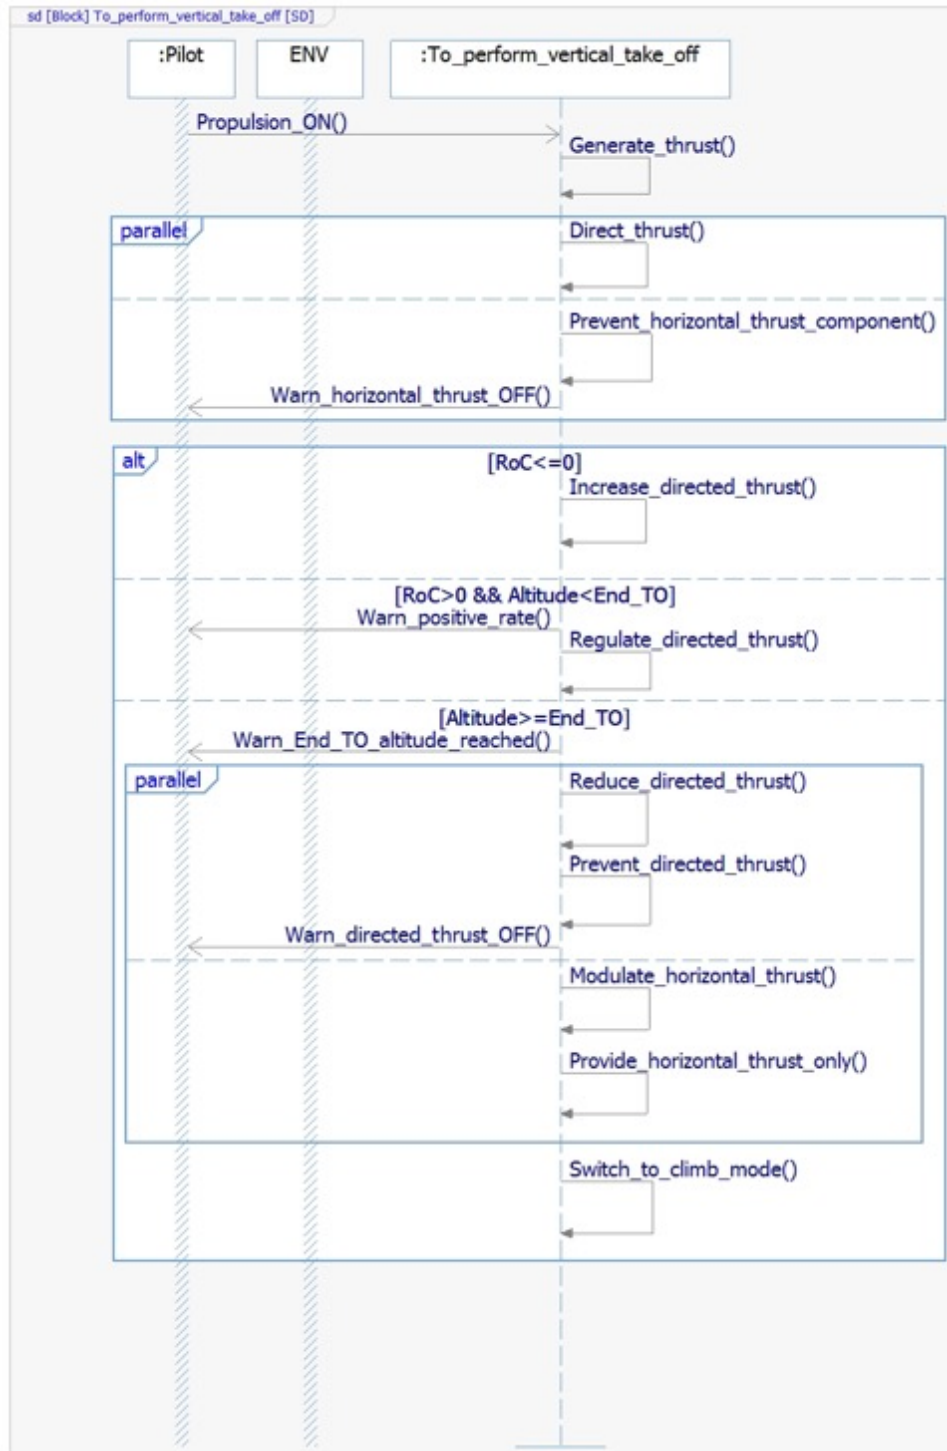 sd [Block] To_perform_vertical_take_off [SD]
:Pilot
ENV
:To_perform_vertical_take_off
Propulsion_ON()
Generate_thrust()
parallel
Direct_thrust()
Prevent_horizontal_thrust_component()
Warn_horizontal_thrust_OFF()
alt
[RoC<=0]
Increase_directed_thrust()
[RoC>0 && Altitude<End_TO]
Warn_positive_rate()
Regulate_directed_thrust()
[Altitude>=End_TO]
Warn_End_TO_altitude_reached()
parallel
Reduce_directed_thrust()
Prevent_directed_thrust()
Warn_directed_thrust_OFF()
Modulate_horizontal_thrust()
Provide_horizontal_thrust_only()
Switch_to_climb_mode()